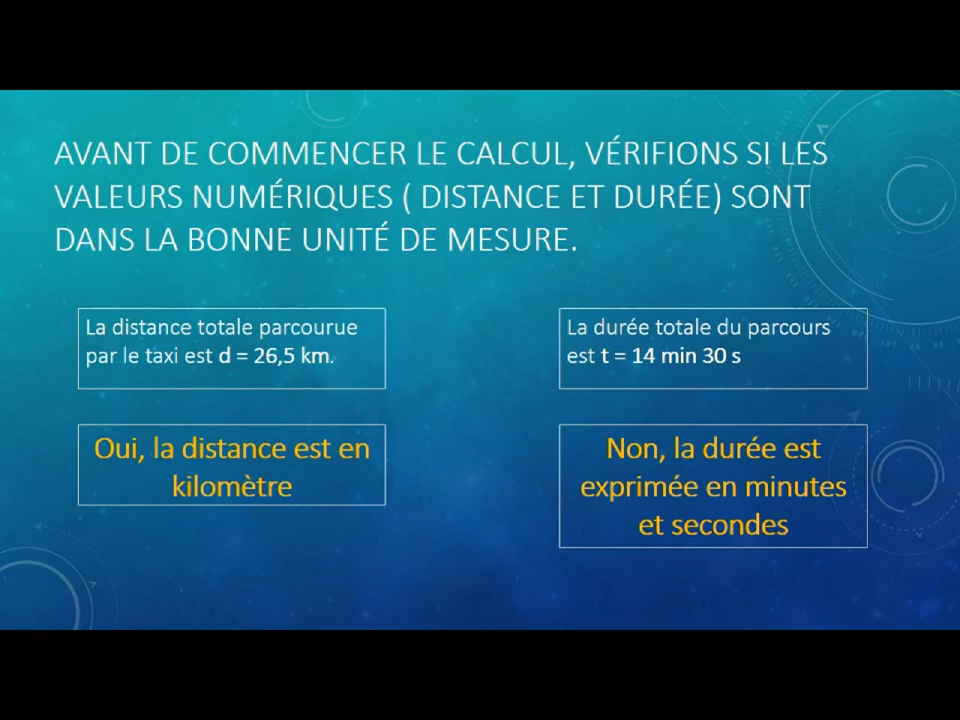 AVANT DE COMMENCER LE CALCUL, VÉRIFIONS SI LES
VALEURS NUMÉRIQUES ( DISTANCE ET DURÉE) SONT
DANS LA BONNE UNITÉ DE MESURE.
La distance totale parcourue
par le taxi est d = 26,5 km.
Oui, la distance est en
kilomètre
La durée totale du parcours
est t = 14 min 30 s
Non, la durée est
exprimée en minutes
et secondes